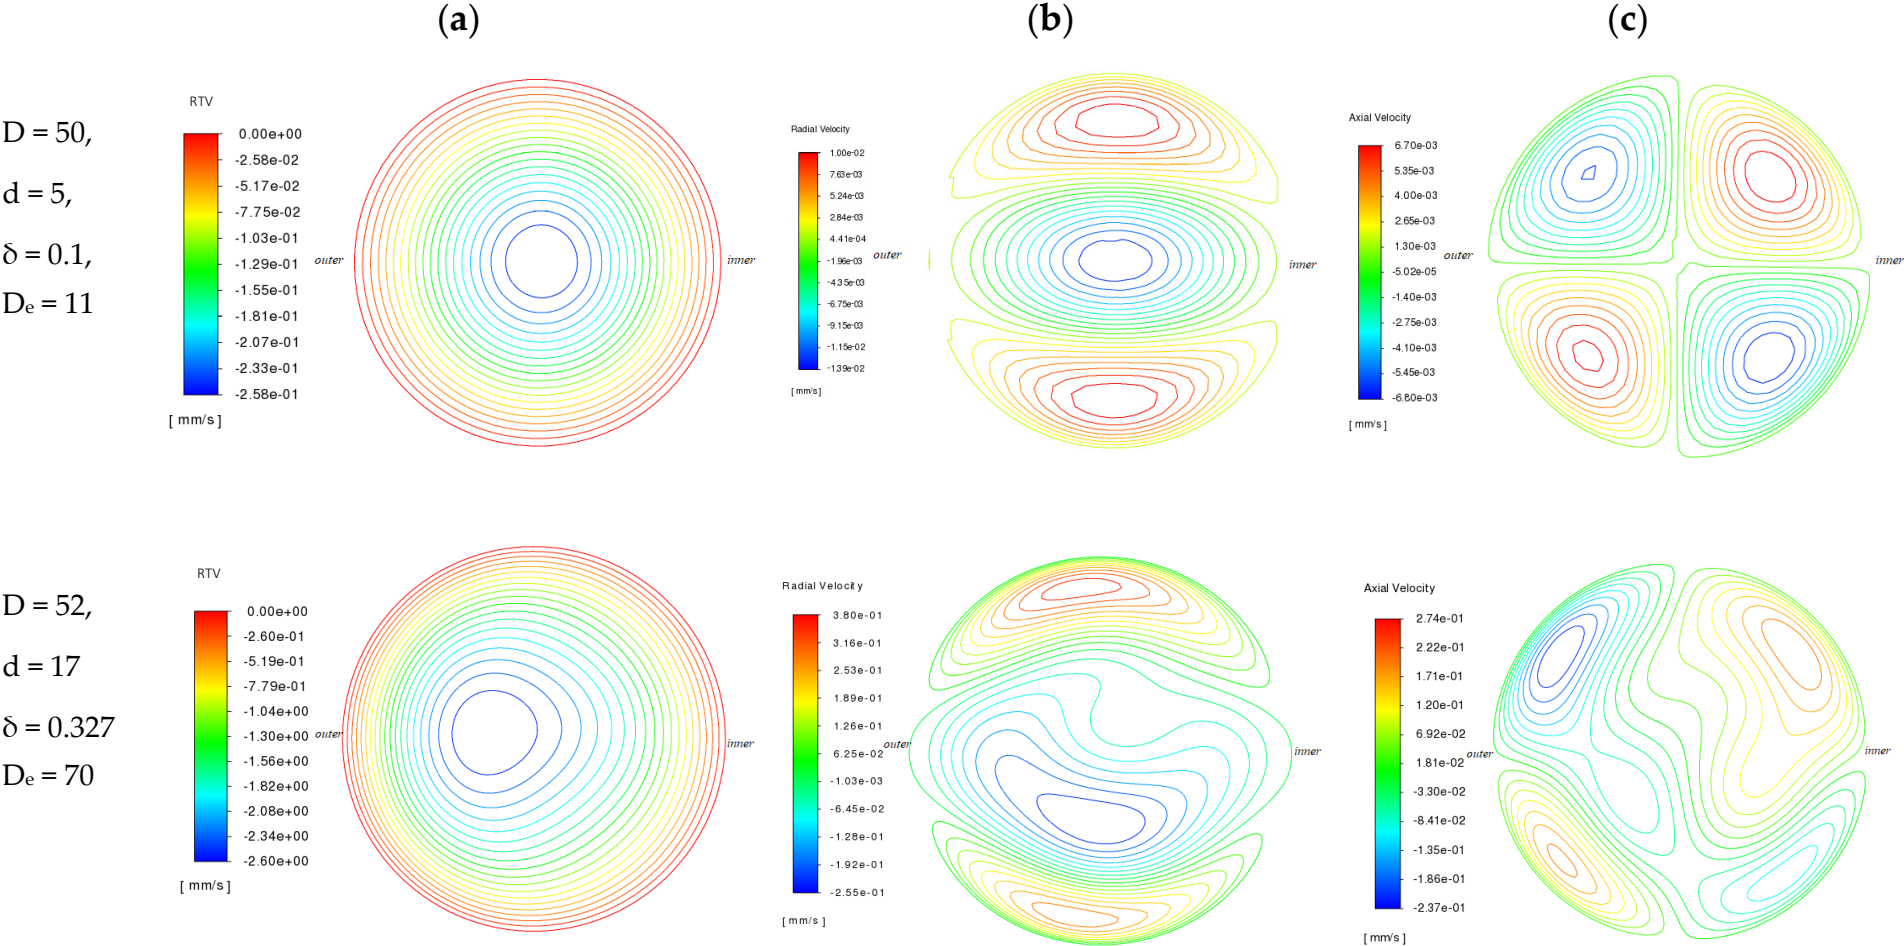 (a) (b) (c)
D = 50,
d = 5,
δ = 0.1,
Dₑ = 11
RTV
0.00e+00
-2.58e-02
-5.17e-02
-7.75e-02
-1.03e-01
-1.29e-01
-1.55e-01
-1.81e-01
-2.07e-01
-2.33e-01
-2.58e-01
[ mm/s ]
outer
inner
Radial Velocity
1.00e-02
7.63e-03
5.24e-03
2.84e-03
4.41e-04
-1.96e-03
-4.35e-03
-6.75e-03
-9.15e-03
-1.15e-02
-1.39e-02
[ mm/s ]
outer
inner
Axial Velocity
6.70e-03
5.35e-03
4.00e-03
2.65e-03
1.30e-03
-5.02e-05
-1.40e-03
-2.75e-03
-4.10e-03
-5.45e-03
-6.80e-03
[ mm/s ]
outer
inner
D = 52,
d = 17
δ = 0.327
Dₑ = 70
RTV
0.00e+00
-2.60e-01
-5.19e-01
-7.79e-01
-1.04e+00
-1.30e+00
-1.56e+00
-1.82e+00
-2.08e+00
-2.34e+00
-2.60e+00
[ mm/s ]
outer
inner
Radial Velocity
3.80e-01
3.16e-01
2.53e-01
1.89e-01
1.26e-01
6.25e-02
-1.03e-03
-6.45e-02
-1.28e-01
-1.92e-01
-2.55e-01
[ mm/s ]
outer
inner
Axial Velocity
2.74e-01
2.22e-01
1.71e-01
1.20e-01
6.92e-02
1.81e-02
-3.30e-02
-8.41e-02
-1.35e-01
-1.86e-01
-2.37e-01
[ mm/s ]
outer
inner